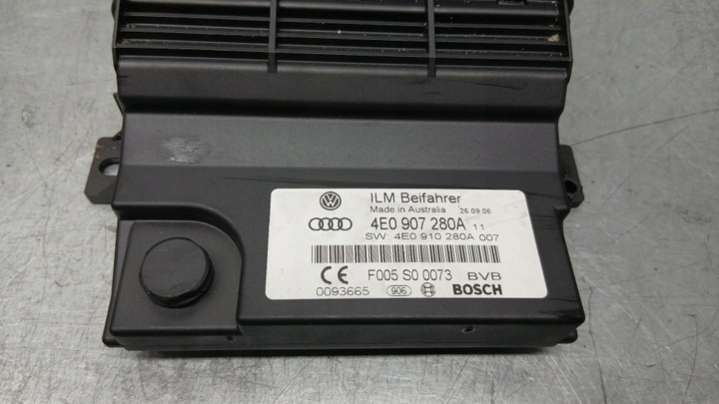 ILM Beifahrer
Made in Australia 26.09.06
4E0 907 280A 11
SW 4E0 910 280A 007
CE F005 S0 0073 BVB
0093665 906 BOSCH